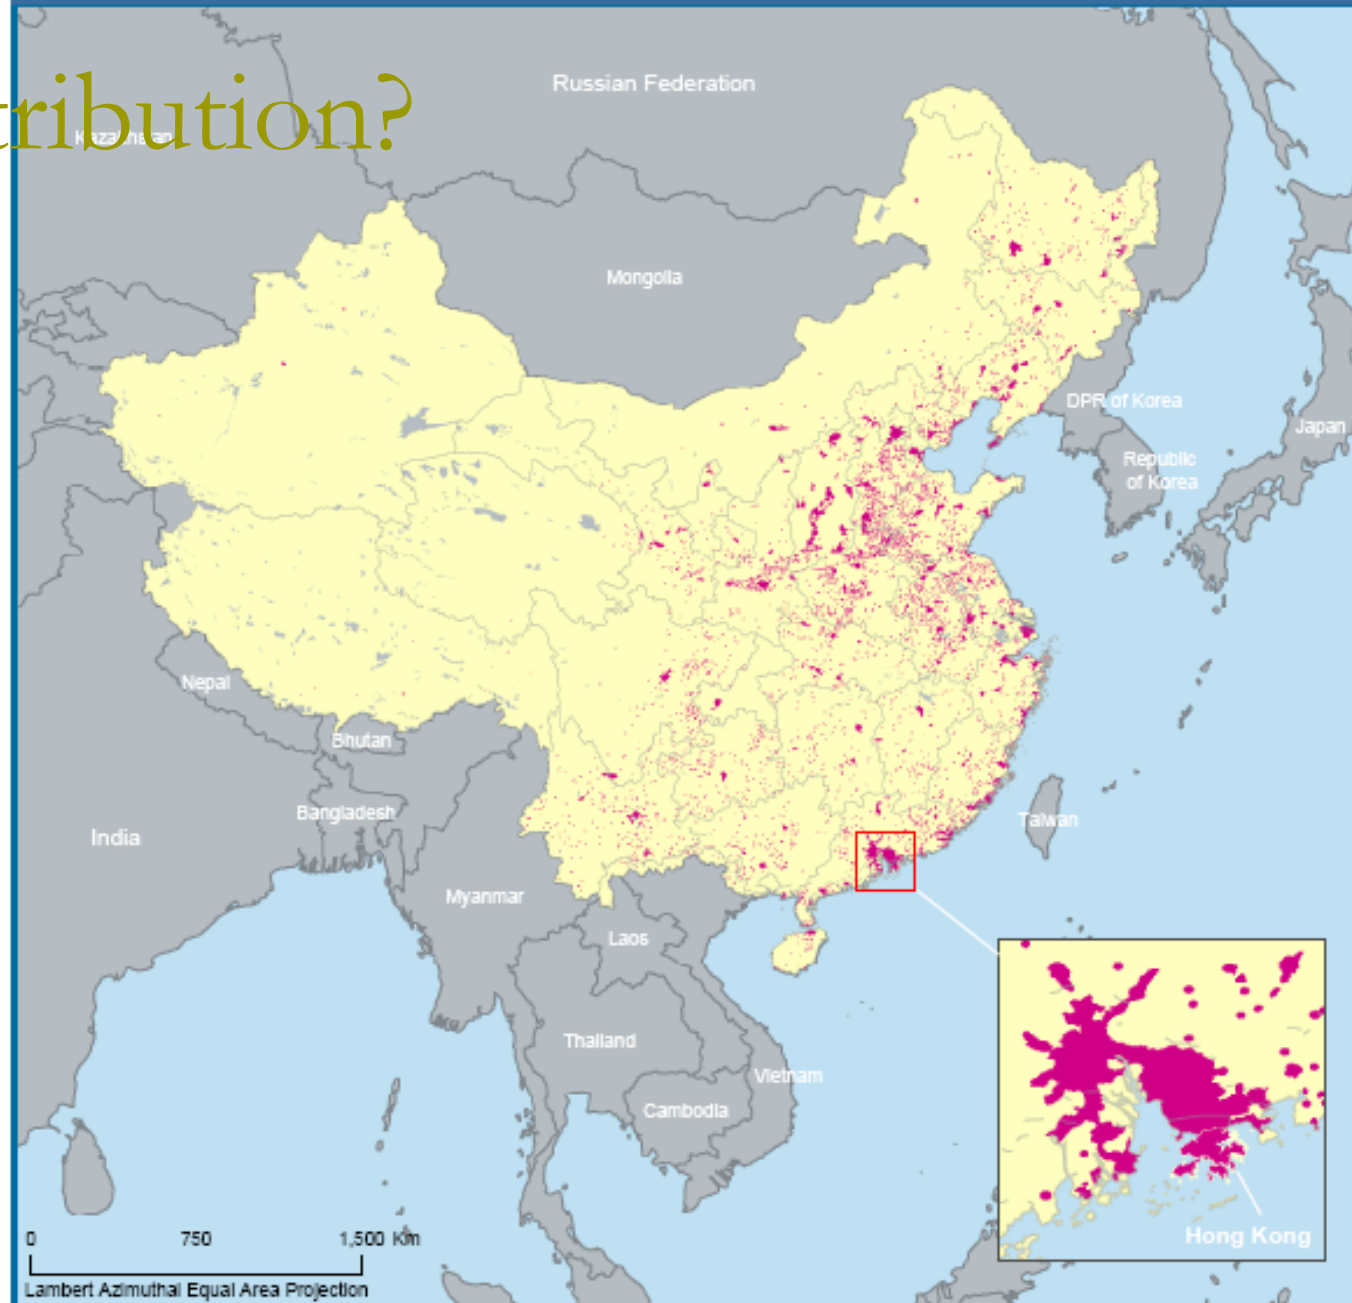 tribution?
Russian Federation
Kazakhstan
Mongolia
DPR of Korea
Japan
Republic
of Korea
Nepal
Bhutan
Bangladesh
India
Taiwan
Myanmar
Laos
Thailand
Vietnam
Cambodia
Hong Kong
0 750 1,500 Km
Lambert Azimuthal Equal Area Projection